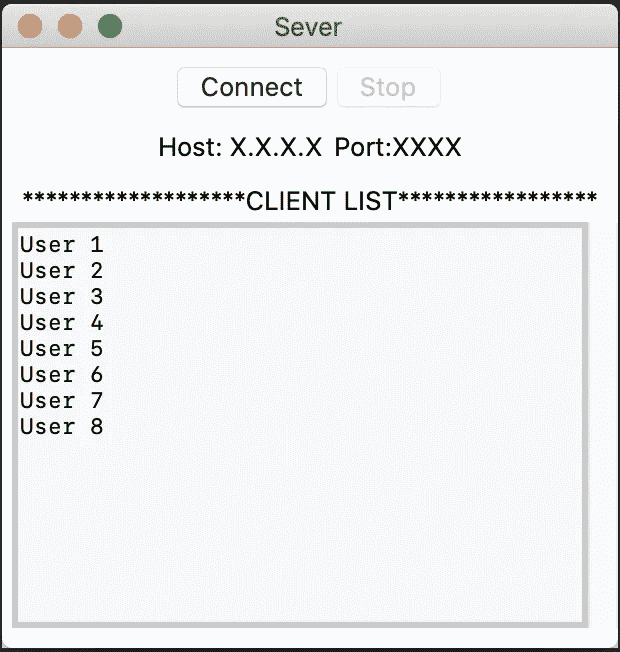 Sever
Connect Stop
Host: X.X.X.X Port:XXXX
*******************CLIENT LIST*****************
User 1
User 2
User 3
User 4
User 5
User 6
User 7
User 8